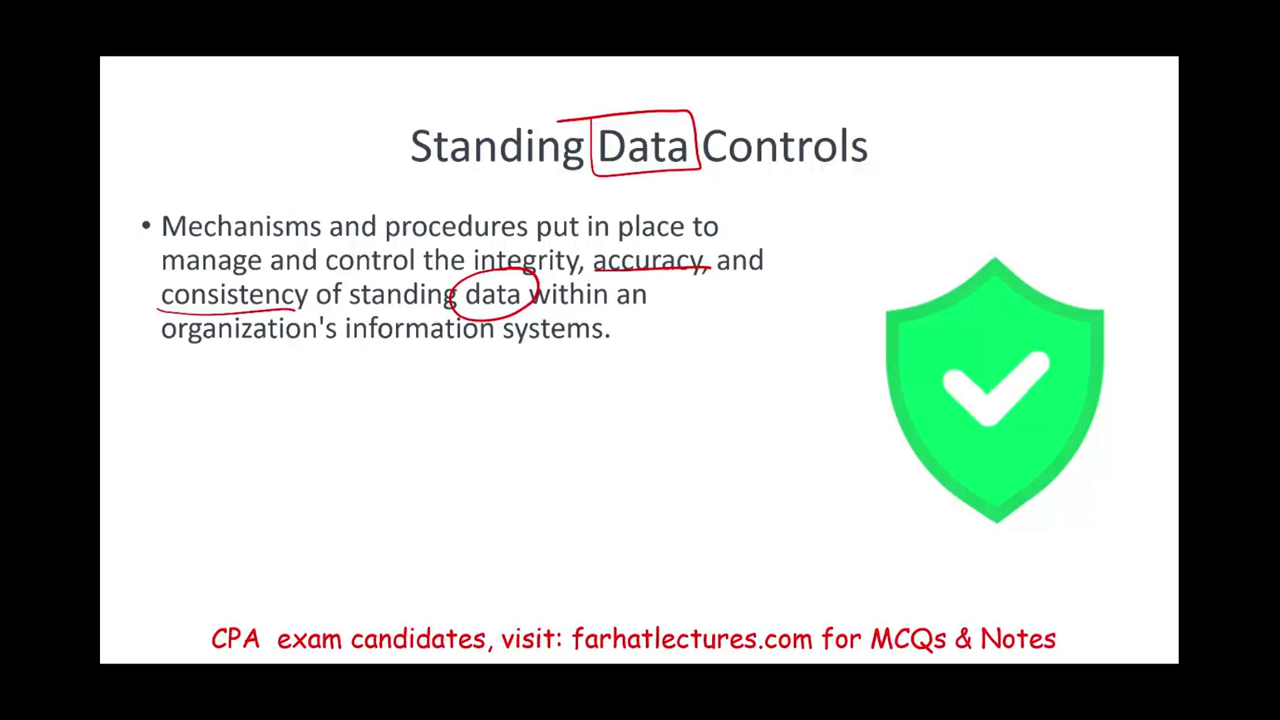 Standing Data Controls
• Mechanisms and procedures put in place to
manage and control the integrity, accuracy, and
consistency of standing data within an
organization's information systems.
CPA exam candidates, visit: farhatlectures.com for MCQs & Notes